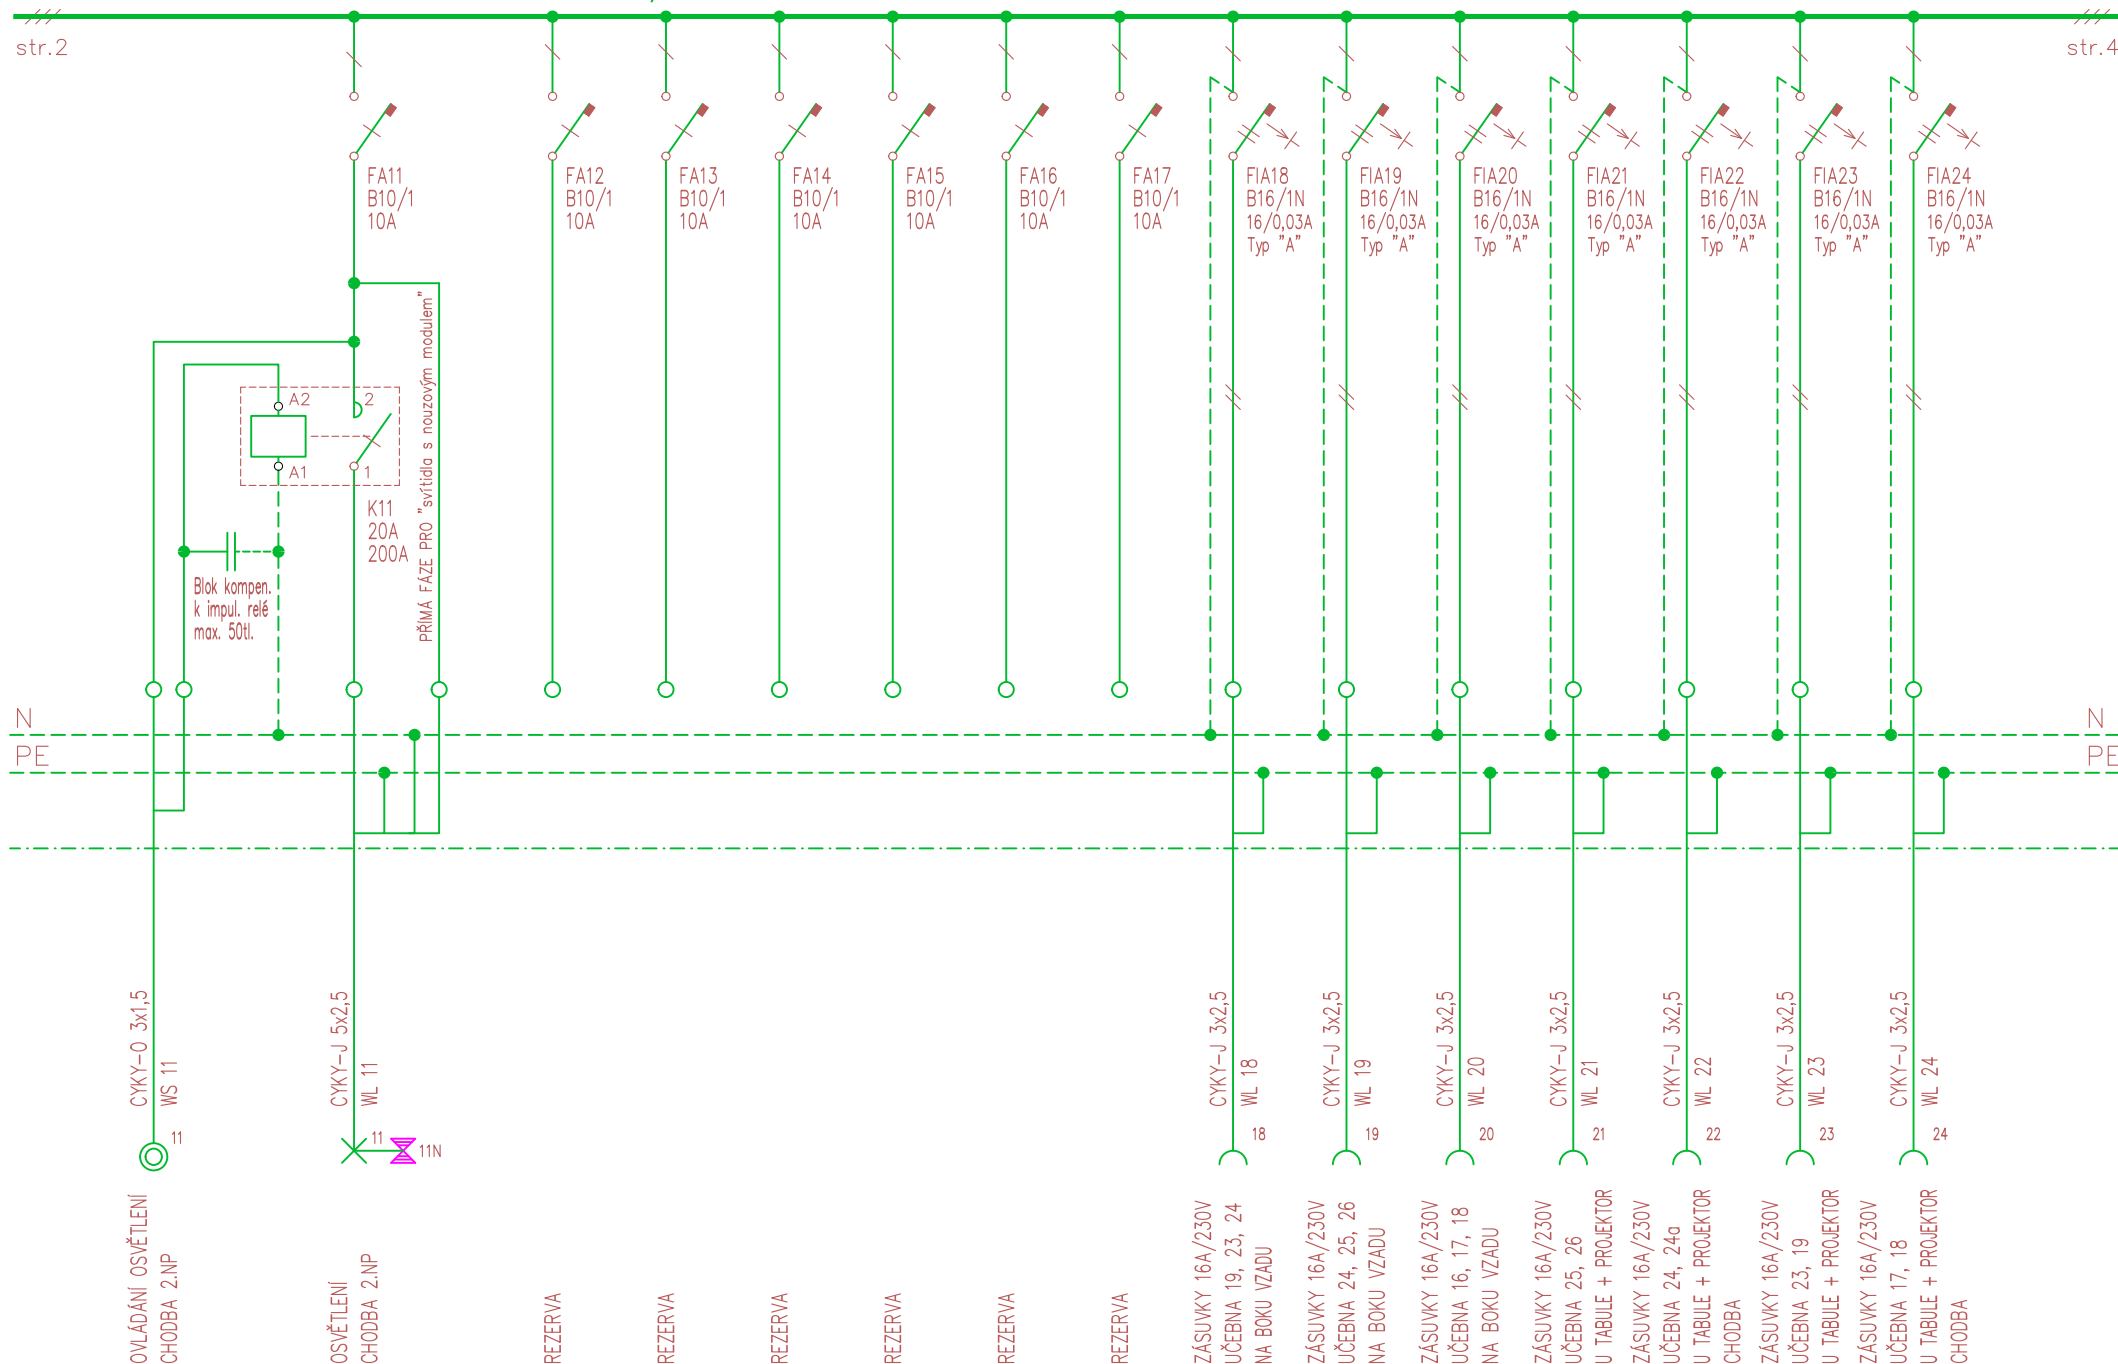 str.2
str.4
FA11
B10/1
10A
FA12
B10/1
10A
FA13
B10/1
10A
FA14
B10/1
10A
FA15
B10/1
10A
FA16
B10/1
10A
FA17
B10/1
10A
FIA18
B16/1N
16/0,03A
Typ "A"
FIA19
B16/1N
16/0,03A
Typ "A"
FIA20
B16/1N
16/0,03A
Typ "A"
FIA21
B16/1N
16/0,03A
Typ "A"
FIA22
B16/1N
16/0,03A
Typ "A"
FIA23
B16/1N
16/0,03A
Typ "A"
FIA24
B16/1N
16/0,03A
Typ "A"
A2
2
A1
1
K11
20A
200A
PŘÍMÁ FÁZE PRO "svítidla s nouzovým modulem"
Blok kompen.
k impul. relé
max. 50tl.
N
N
PE
PE
CYKY-O 3x1,5
WS 11
CYKY-J 5x2,5
WL 11
CYKY-J 3x2,5
WL 18
CYKY-J 3x2,5
WL 19
CYKY-J 3x2,5
WL 20
CYKY-J 3x2,5
WL 21
CYKY-J 3x2,5
WL 22
CYKY-J 3x2,5
WL 23
CYKY-J 3x2,5
WL 24
11
11
11N
18
19
20
21
22
23
24
OVLÁDÁNÍ OSVĚTLENÍ
CHODBA 2.NP
OSVĚTLENÍ
CHODBA 2.NP
REZERVA
REZERVA
REZERVA
REZERVA
REZERVA
REZERVA
ZÁSUVKY 16A/230V
UČEBNA 19, 23, 24
NA BOKU VZADU
ZÁSUVKY 16A/230V
UČEBNA 24, 25, 26
NA BOKU VZADU
ZÁSUVKY 16A/230V
UČEBNA 16, 17, 18
NA BOKU VZADU
ZÁSUVKY 16A/230V
UČEBNA 25, 26
U TABULE + PROJEKTOR
ZÁSUVKY 16A/230V
UČEBNA 24, 24a
U TABULE + PROJEKTOR
CHODBA
ZÁSUVKY 16A/230V
UČEBNA 23, 19
U TABULE + PROJEKTOR
ZÁSUVKY 16A/230V
UČEBNA 17, 18
U TABULE + PROJEKTOR
CHODBA